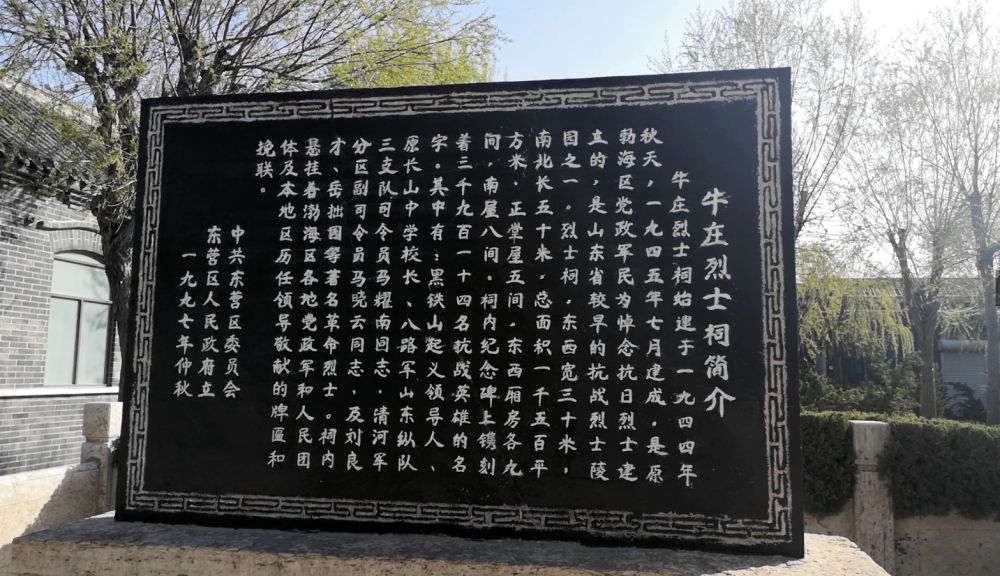 牛庄烈士祠简介
牛庄烈士祠始建于一九四四年
秋天，一九四五年七月建成，是原
渤海区党政军民为悼念抗日烈士建
立的，是山东省较早的抗战烈士陵
园之一。烈士祠，东西宽三十米，
南北长五十米，总面积一千五百平
方米、正堂屋五间，东西厢房各九
间，南屋八间。祠内纪念碑上镌刻
着三千九百一十四名抗战英雄的名
字。其中有：黑铁山起义领导人、
原长山中学校长、八路军山东纵队
三支队司令员马耀南同志，清河军
分区副司令员马晓云同志，及刘良
才、岳拙园等著名革命烈士。祠内
悬挂着渤海区各地党政军和人民团
体及本地区历任领导敬献的牌匾和
挽联。
中共东营区委员会
东营区人民政府立
一九九七年仲秋